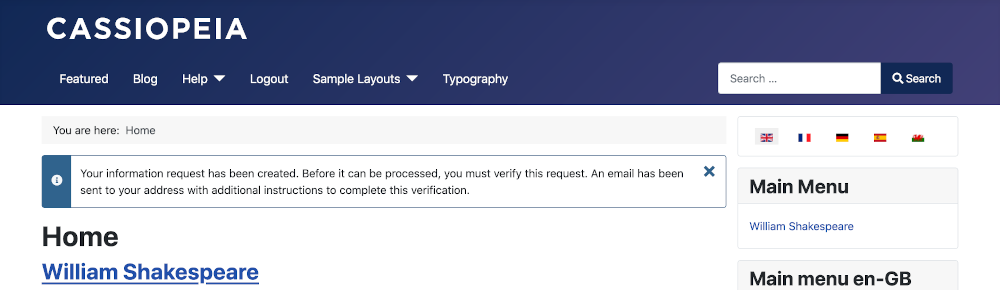 CASSIOPEIA
Featured Blog Help Logout Sample Layouts Typography
Search … Search
You are here: Home
Your information request has been created. Before it can be processed, you must verify this request. An email has been
sent to your address with additional instructions to complete this verification.
Home
William Shakespeare
Main Menu
William Shakespeare
Main menu en-GB